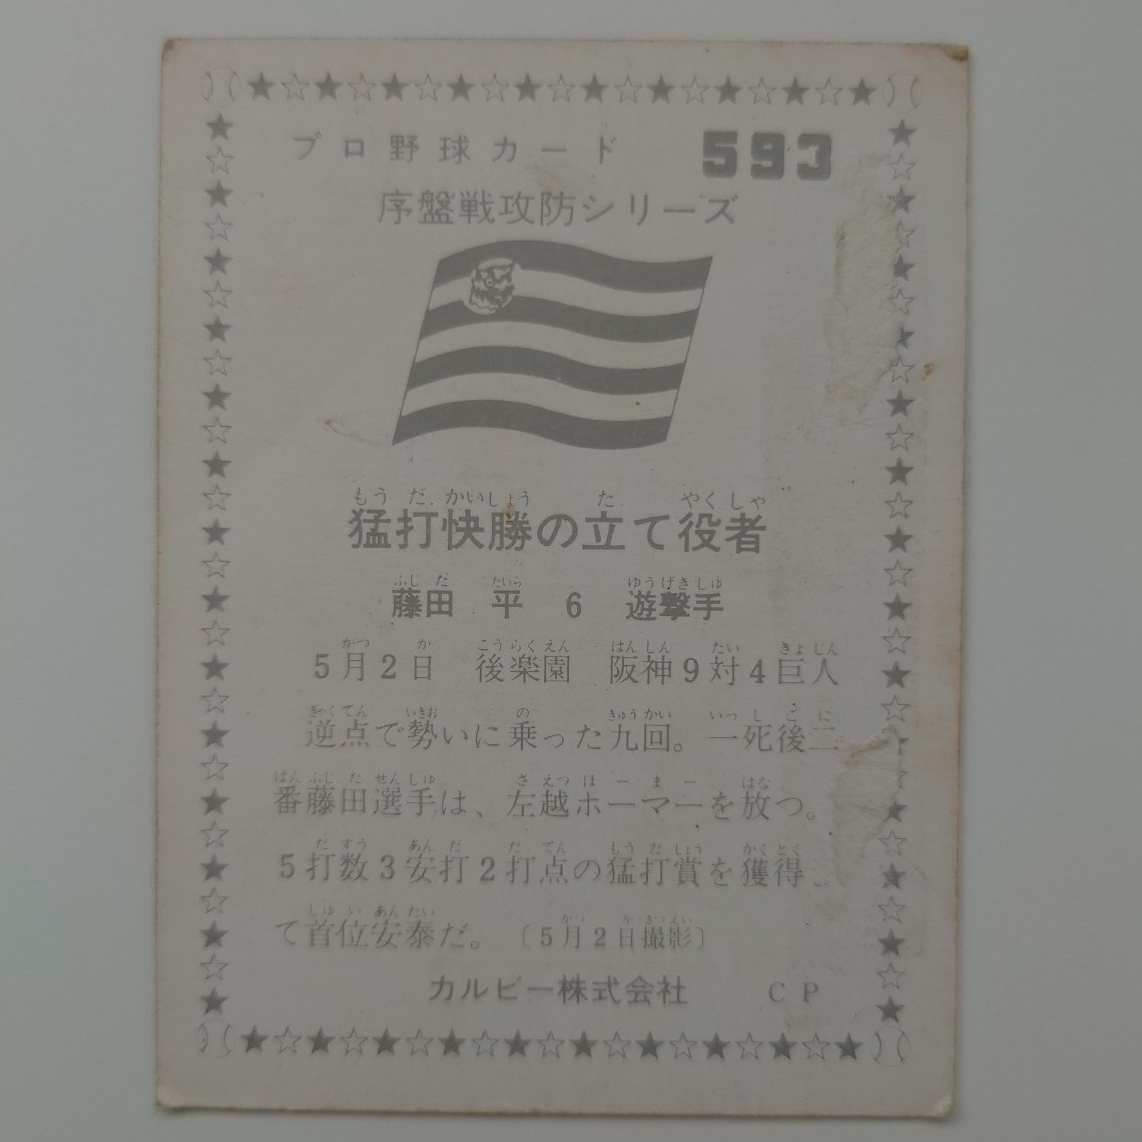 プロ野球カード 593
序盤戦攻防シリーズ
もうだかいしょう た やくしゃ
猛打快勝の立て役者
ふじ だ たいら ゆうげきしゅ
藤田 平 6 遊撃手
がつ か こうらくえん はんしん たい きょじん
5月2日 後楽園 阪神9対4巨人
ぎゃくてん いきお の きゅうかい いっしごに
逆点で勢いに乗った九回。一死後二
ばんふじ た せんしゅ さ えつ ほーまー はな
番藤田選手は、左越ホーマーを放つ。
だ すう あん だ だ てん もう だ しょう かくとく
5打数3安打2打点の猛打賞を獲得
しゅ い あんたい
て首位安泰だ。〔5月2日撮影〕
カルビー株式会社 CP